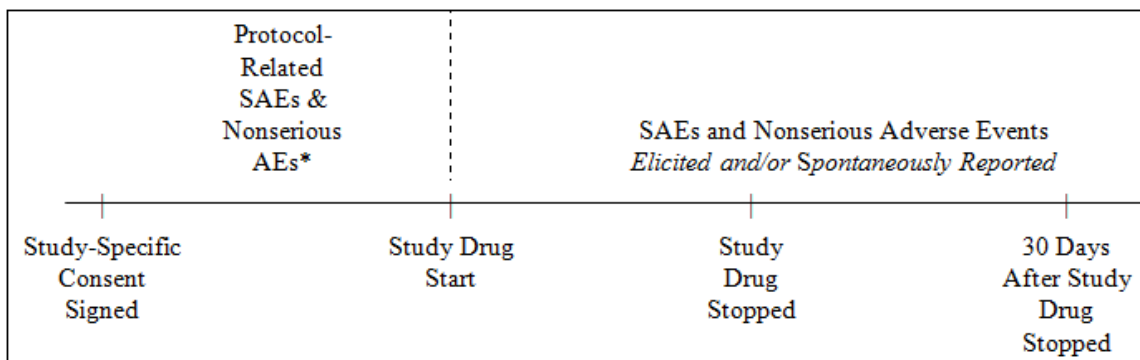 Protocol-
Related
SAEs &
Nonserious
AEs*
SAEs and Nonserious Adverse Events
Elicited and/or Spontaneously Reported
Study-Specific
Consent
Signed
Study Drug
Start
Study
Drug
Stopped
30 Days
After Study
Drug
Stopped